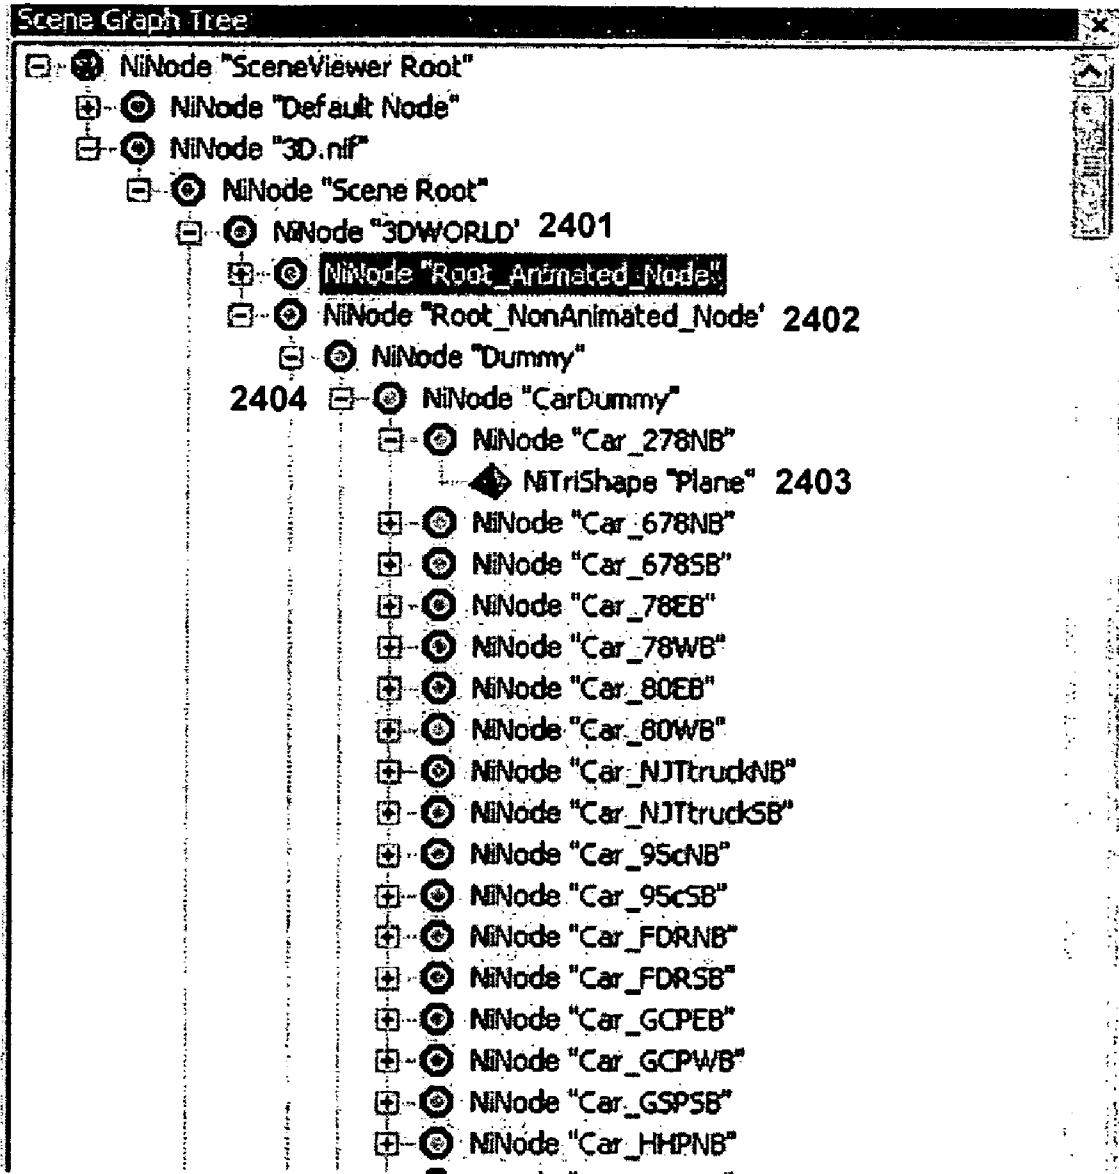 Scene Graph Tree
NiNode "SceneViewer Root"
NiNode "Default Node"
NiNode "3D.nif"
NiNode "Scene Root"
NiNode "3DWORLD' 2401
NiNode "Root_Animated_Node"
NiNode "Root_NonAnimated_Node' 2402
NiNode "Dummy"
2404 NiNode "CarDummy"
NiNode "Car_278NB"
NiTriShape "Plane" 2403
NiNode "Car_678NB"
NiNode "Car_678SB"
NiNode "Car_78EB"
NiNode "Car_78WB"
NiNode "Car_80EB"
NiNode "Car_80WB"
NiNode "Car_NJTtruckNB"
NiNode "Car_NJTtruckSB"
NiNode "Car_95cNB"
NiNode "Car_95cSB"
NiNode "Car_FDRNB"
NiNode "Car_FDRSB"
NiNode "Car_GCPEB"
NiNode "Car_GCPWB"
NiNode "Car_GSPSB"
NiNode "Car_HHPNB"